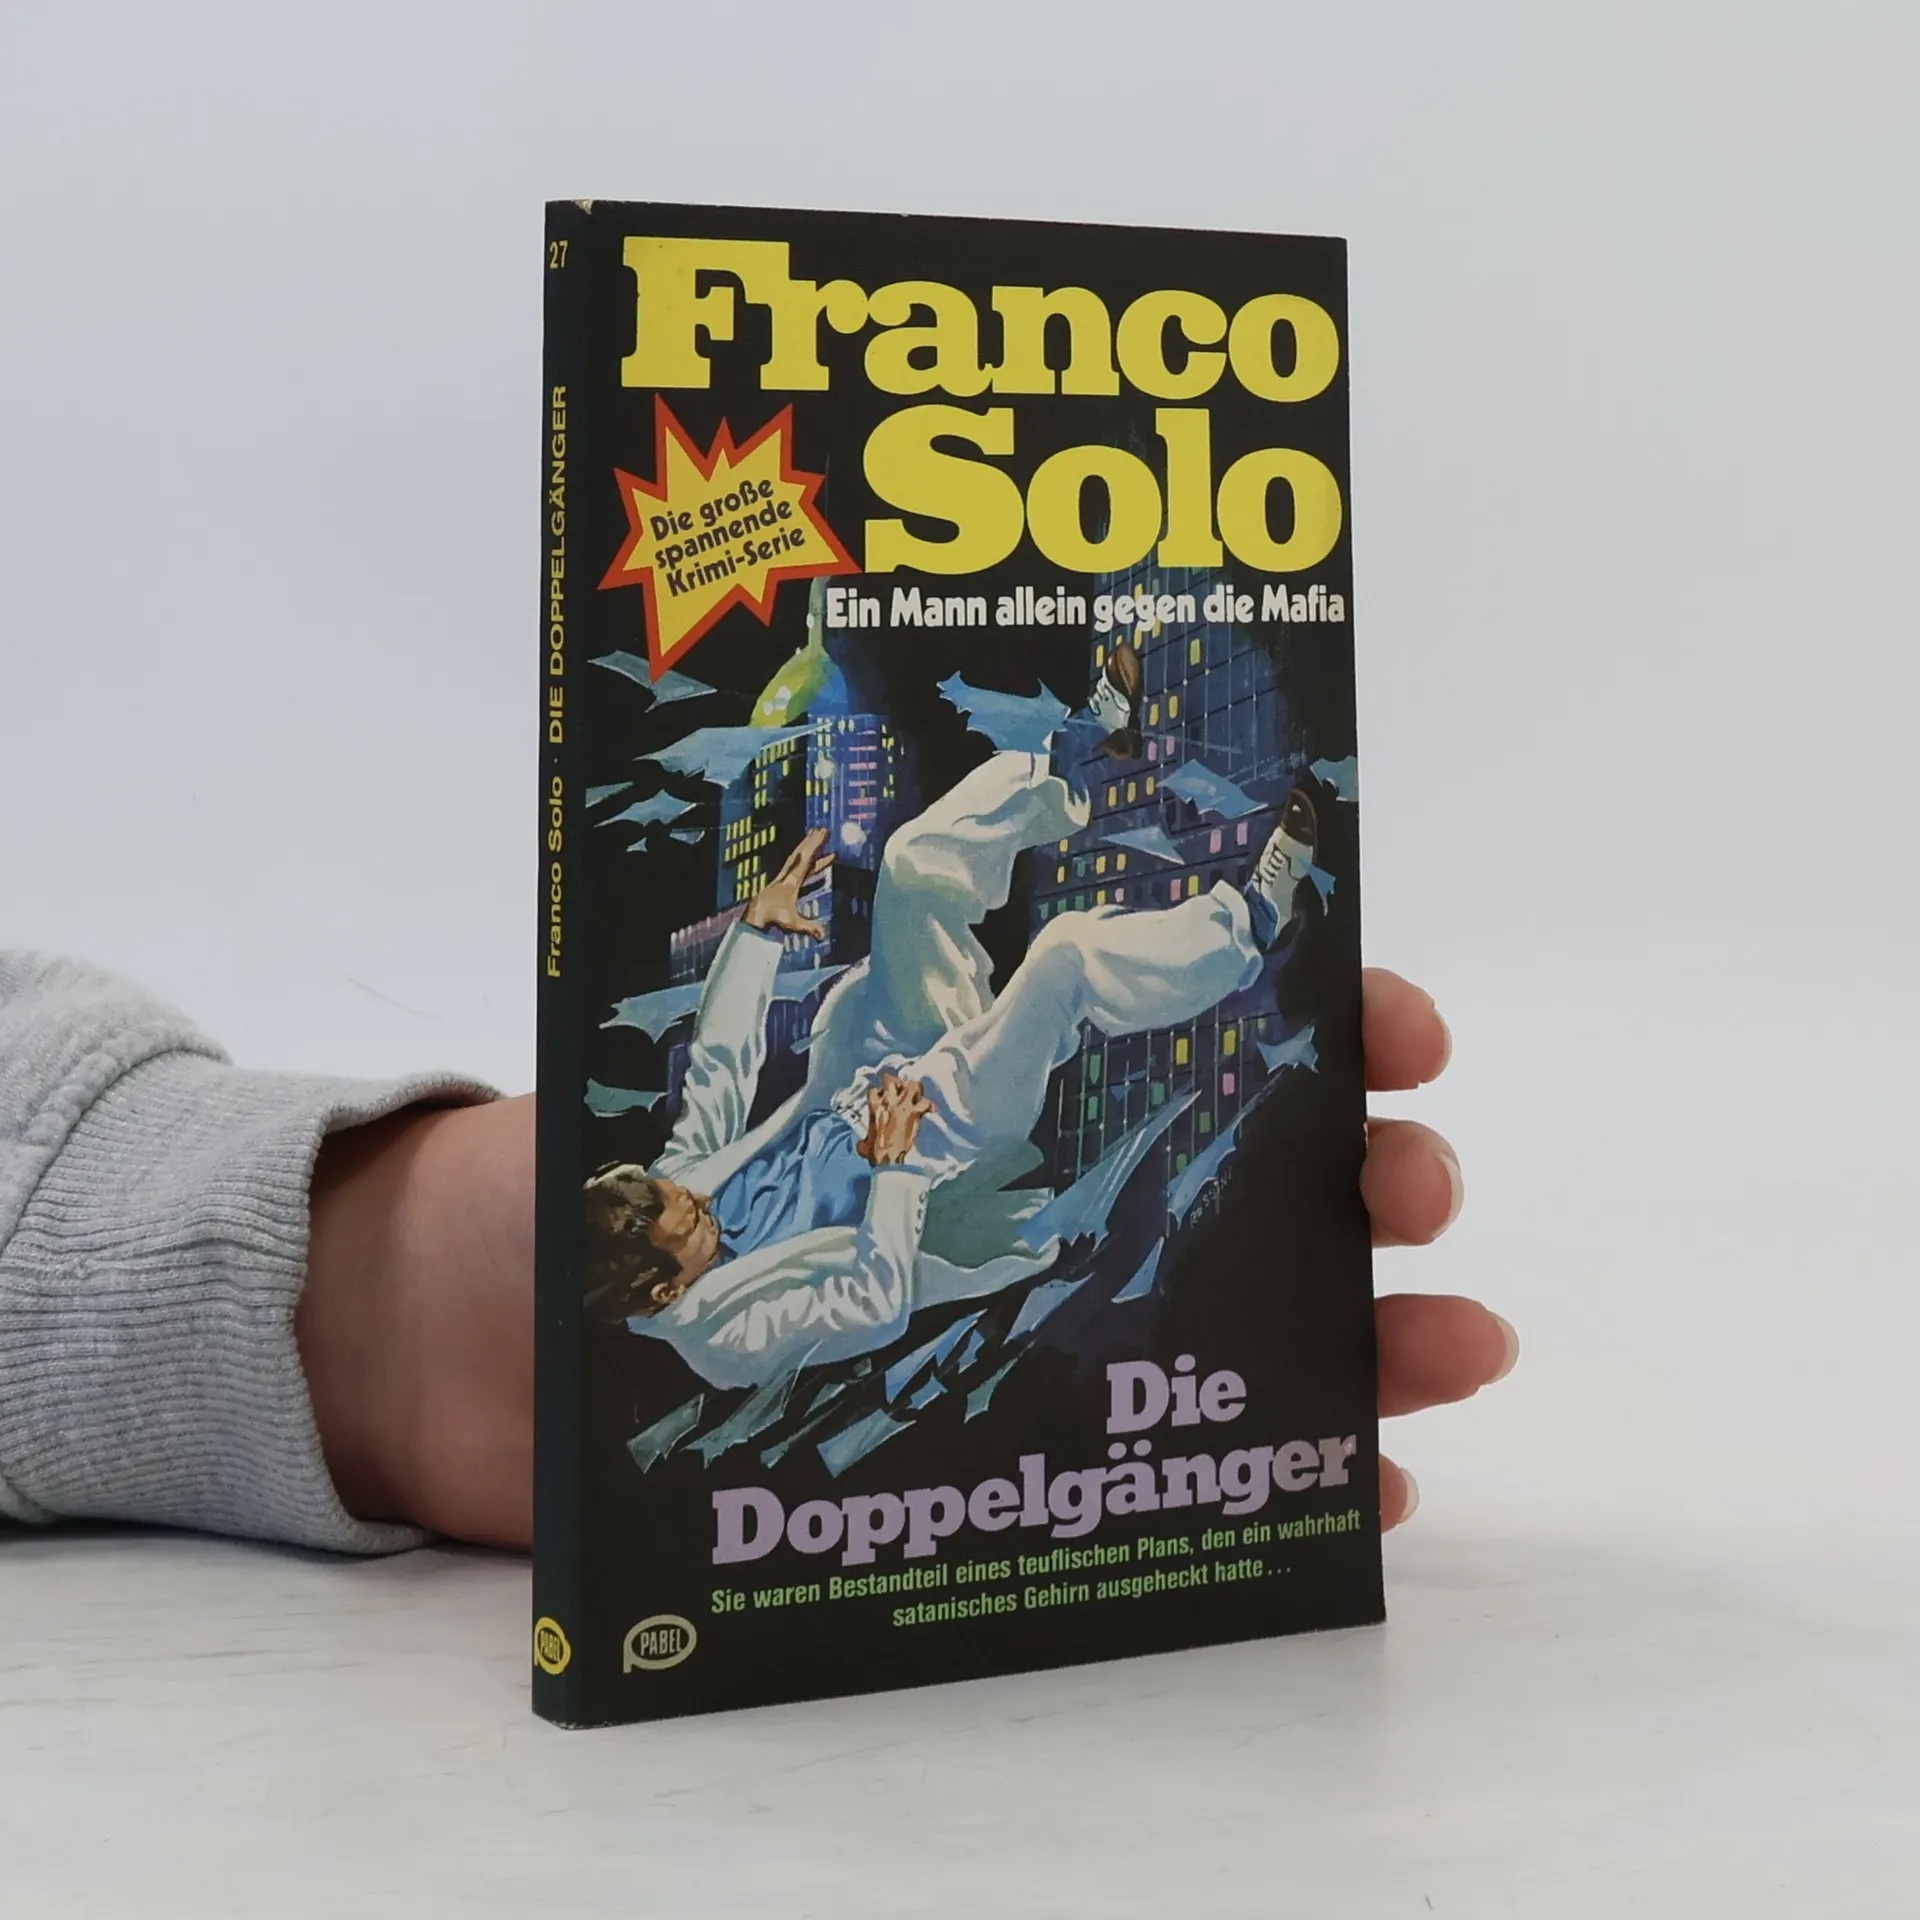 27
Franco Solo · DIE DOPPELGÄNGER
PABEL
Franco
Solo
Die große
spannende
Krimi-Serie
Ein Mann allein gegen die Mafia
ROSSINI
Die
Doppelgänger
Sie waren Bestandteil eines teuflischen Plans, den ein wahrhaft
satanisches Gehirn ausgeheckt hatte...
PABEL